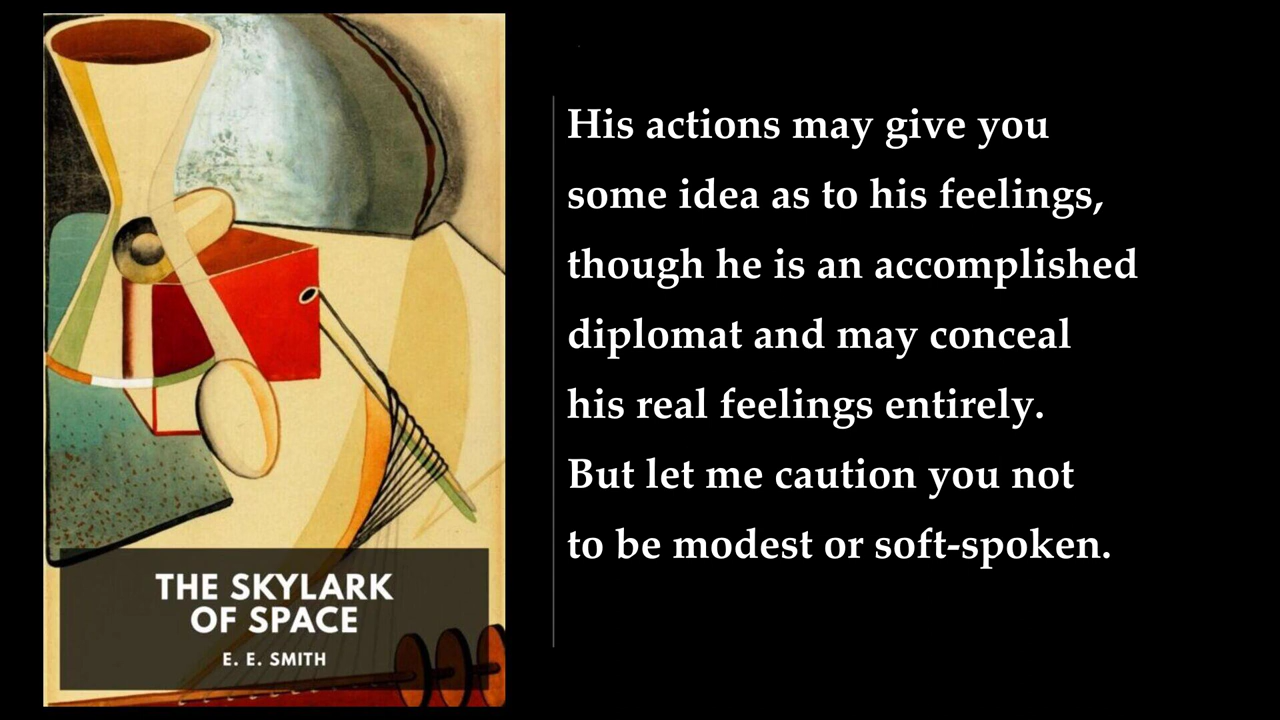 THE SKYLARK
OF SPACE
E. E. SMITH
His actions may give you
some idea as to his feelings,
though he is an accomplished
diplomat and may conceal
his real feelings entirely.
But let me caution you not
to be modest or soft-spoken.